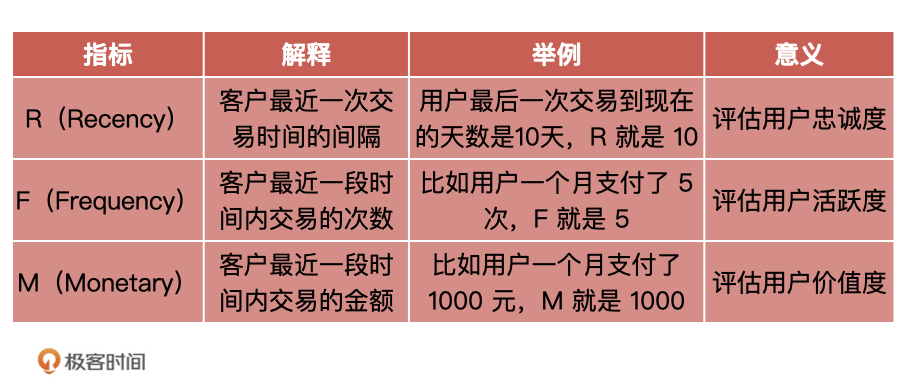 指标 解释 举例 意义
R（Recency） 客户最近一次交易时间的间隔 用户最后一次交易到现在的天数是10天，R 就是 10 评估用户忠诚度
F（Frequency） 客户最近一段时间内交易的次数 比如用户一个月支付了 5 次，F 就是 5 评估用户活跃度
M（Monetary） 客户最近一段时间内交易的金额 比如用户一个月支付了 1000 元，M 就是 1000 评估用户价值度
极客时间